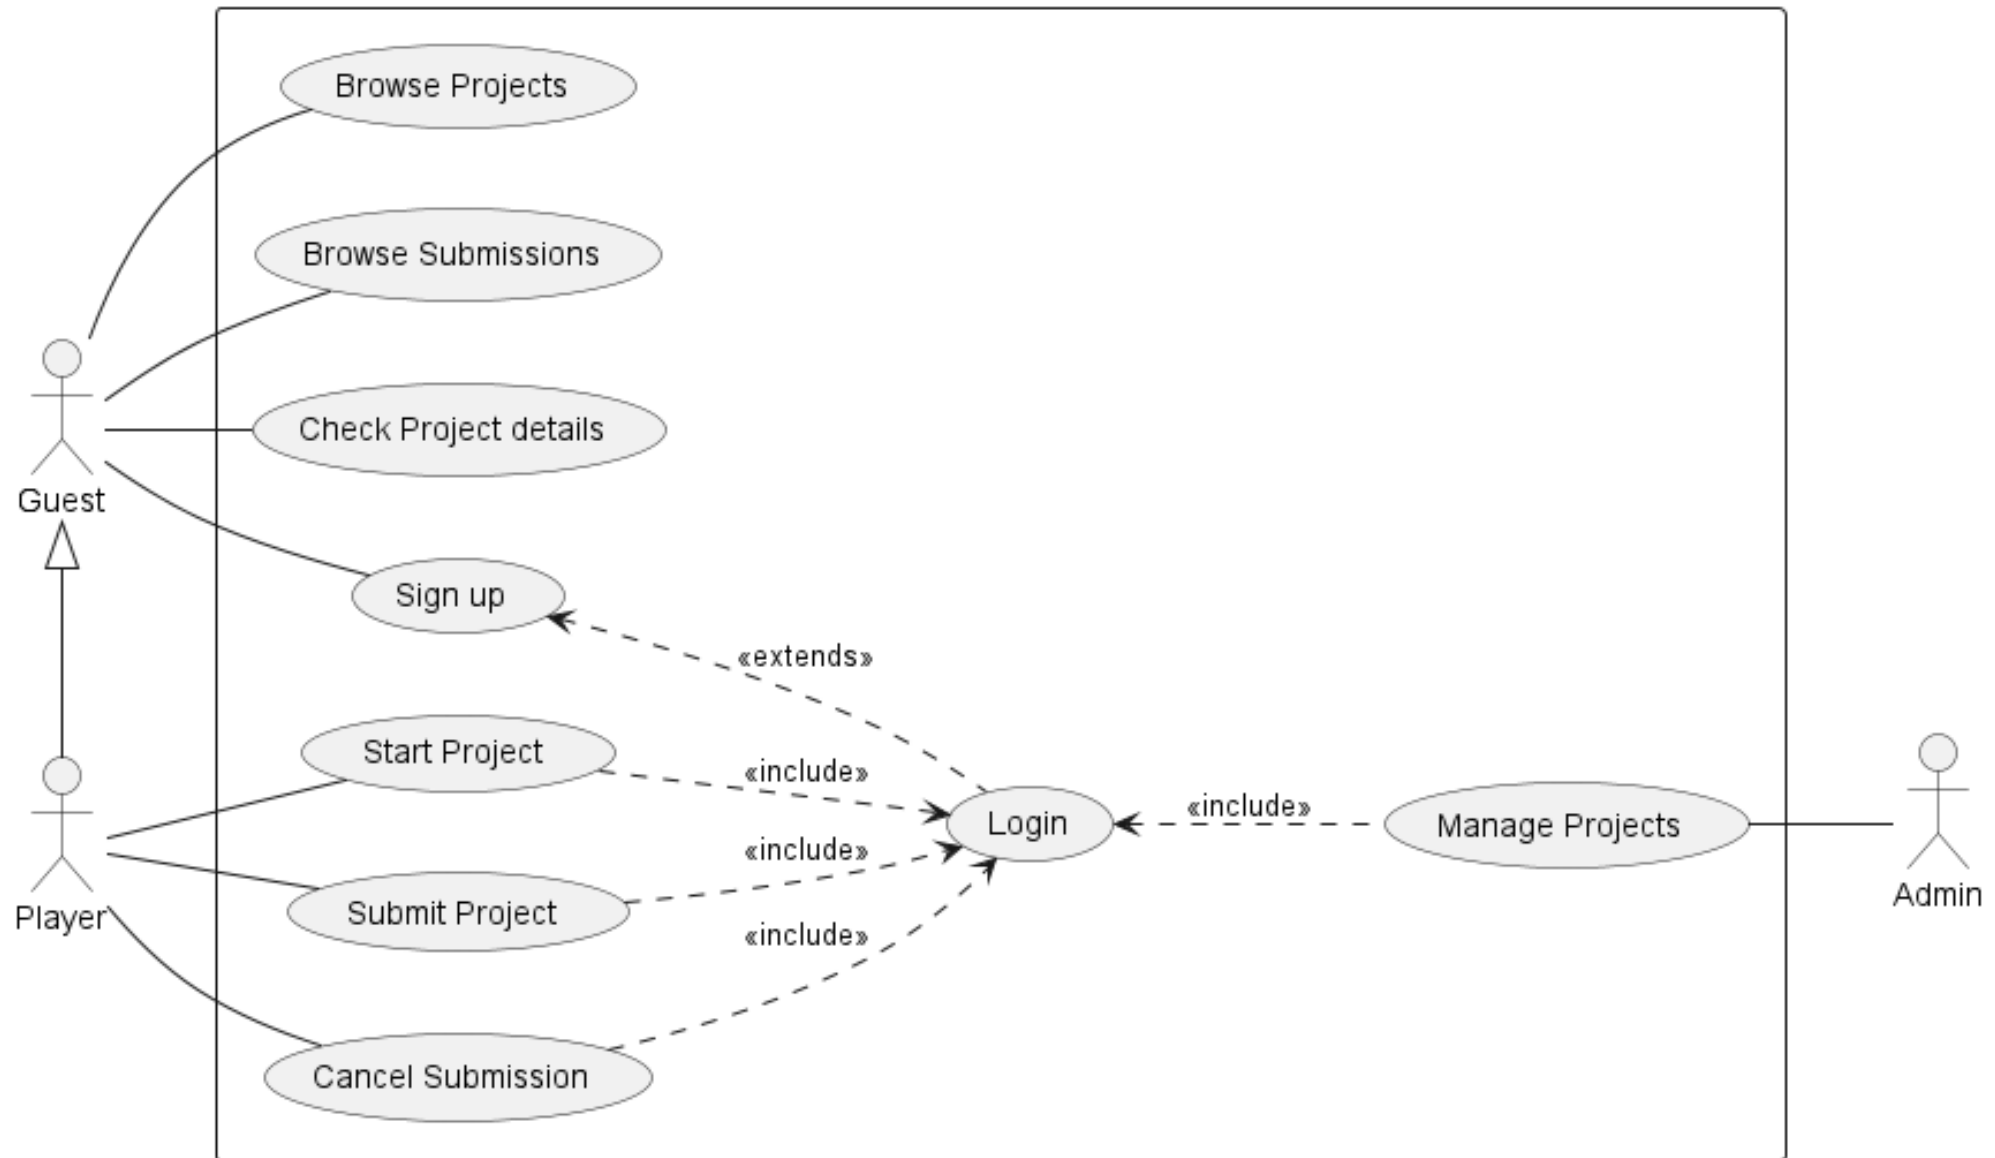 Browse Projects
Browse Submissions
Check Project details
Guest
Sign up
«extends»
Start Project
«include»
Login
«include»
Manage Projects
«include»
Submit Project
Player
Admin
«include»
Cancel Submission